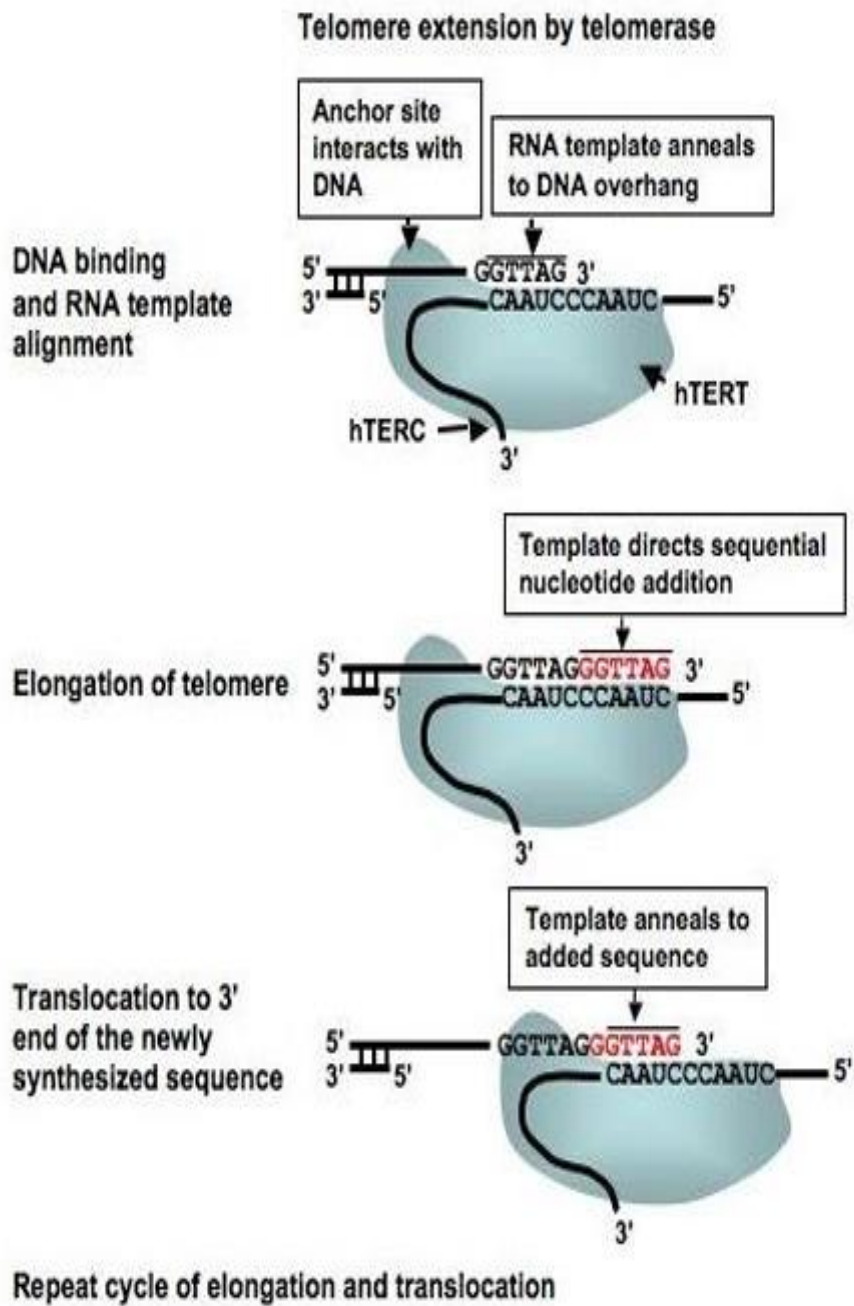 Telomere extension by telomerase
Anchor site
interacts with
DNA
RNA template anneals
to DNA overhang
DNA binding
and RNA template
alignment
5' GGTTAG 3'
3' 5' CAAUCCCAAUC 5'
hTERT
hTERC
3'
Template directs sequential
nucleotide addition
Elongation of telomere
5' GGTTAGGGTTAG 3'
3' 5' CAAUCCCAAUC 5'
3'
Template anneals to
added sequence
Translocation to 3'
end of the newly
synthesized sequence
5' GGTTAGGGTTAG 3'
3' 5' CAAUCCCAAUC 5'
3'
Repeat cycle of elongation and translocation